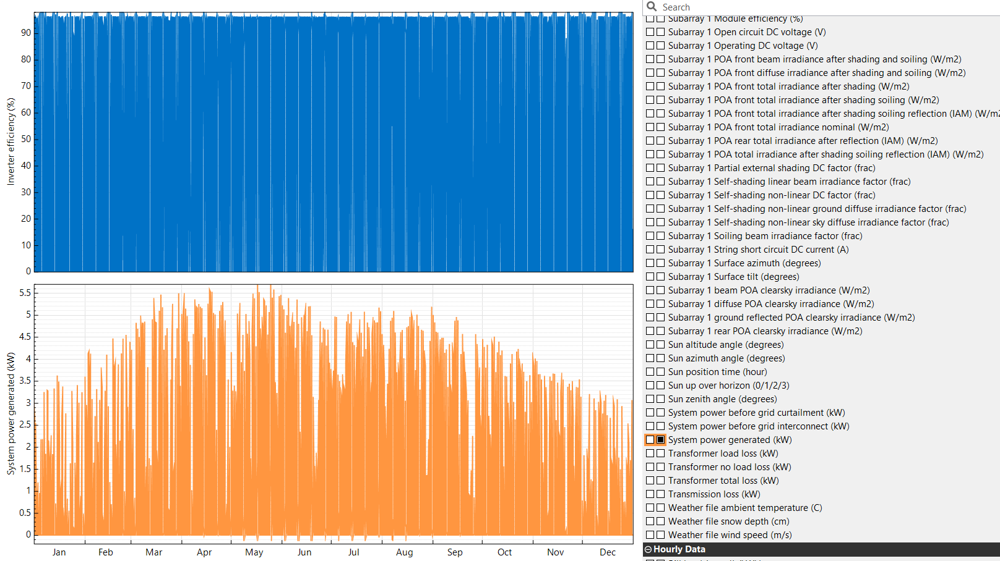 Inverter efficiency (%)
90
80
70
60
50
40
30
20
10
0
System power generated (kW)
5.5
5
4.5
4
3.5
3
2.5
2
1.5
1
0.5
0
Jan Feb Mar Apr May Jun Jul Aug Sep Oct Nov Dec
Search
Subarray 1 Module efficiency (%)
Subarray 1 Open circuit DC voltage (V)
Subarray 1 Operating DC voltage (V)
Subarray 1 POA front beam irradiance after shading and soiling (W/m2)
Subarray 1 POA front diffuse irradiance after shading and soiling (W/m2)
Subarray 1 POA front total irradiance after shading (W/m2)
Subarray 1 POA front total irradiance after shading soiling (W/m2)
Subarray 1 POA front total irradiance after shading soiling reflection (IAM) (W/m2
Subarray 1 POA front total irradiance nominal (W/m2)
Subarray 1 POA rear total irradiance after reflection (IAM) (W/m2)
Subarray 1 POA total irradiance after shading soiling reflection (IAM) (W/m2)
Subarray 1 Partial external shading DC factor (frac)
Subarray 1 Self-shading linear beam irradiance factor (frac)
Subarray 1 Self-shading non-linear DC factor (frac)
Subarray 1 Self-shading non-linear ground diffuse irradiance factor (frac)
Subarray 1 Self-shading non-linear sky diffuse irradiance factor (frac)
Subarray 1 Soiling beam irradiance factor (frac)
Subarray 1 String short circuit DC current (A)
Subarray 1 Surface azimuth (degrees)
Subarray 1 Surface tilt (degrees)
Subarray 1 beam POA clearsky irradiance (W/m2)
Subarray 1 diffuse POA clearsky irradiance (W/m2)
Subarray 1 ground reflected POA clearsky irradiance (W/m2)
Subarray 1 rear POA clearsky irradiance (W/m2)
Sun altitude angle (degrees)
Sun azimuth angle (degrees)
Sun position time (hour)
Sun up over horizon (0/1/2/3)
Sun zenith angle (degrees)
System power before grid curtailment (kW)
System power before grid interconnect (kW)
System power generated (kW)
Transformer load loss (kW)
Transformer no load loss (kW)
Transformer total loss (kW)
Transmission loss (kW)
Weather file ambient temperature (C)
Weather file snow depth (cm)
Weather file wind speed (m/s)
Hourly Data